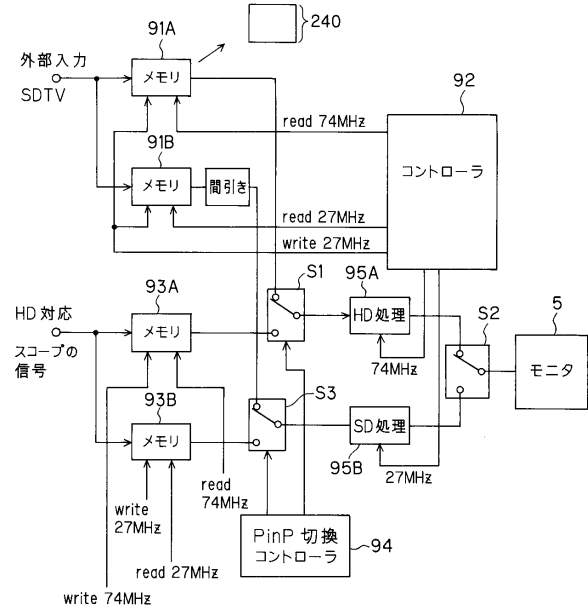 240
91A
外部入力
SDTV
メモリ
92
read 74MHz
コントローラ
91B
メモリ
間引き
read 27MHz
write 27MHz
S1
95A
93A
HD対応
スコープの
信号
メモリ
HD処理
S2
5
74MHz
モニタ
93B
S3
メモリ
SD処理
95B
27MHz
read
74MHz
write
27MHz
PinP 切換
コントローラ
94
read 27MHz
write 74MHz